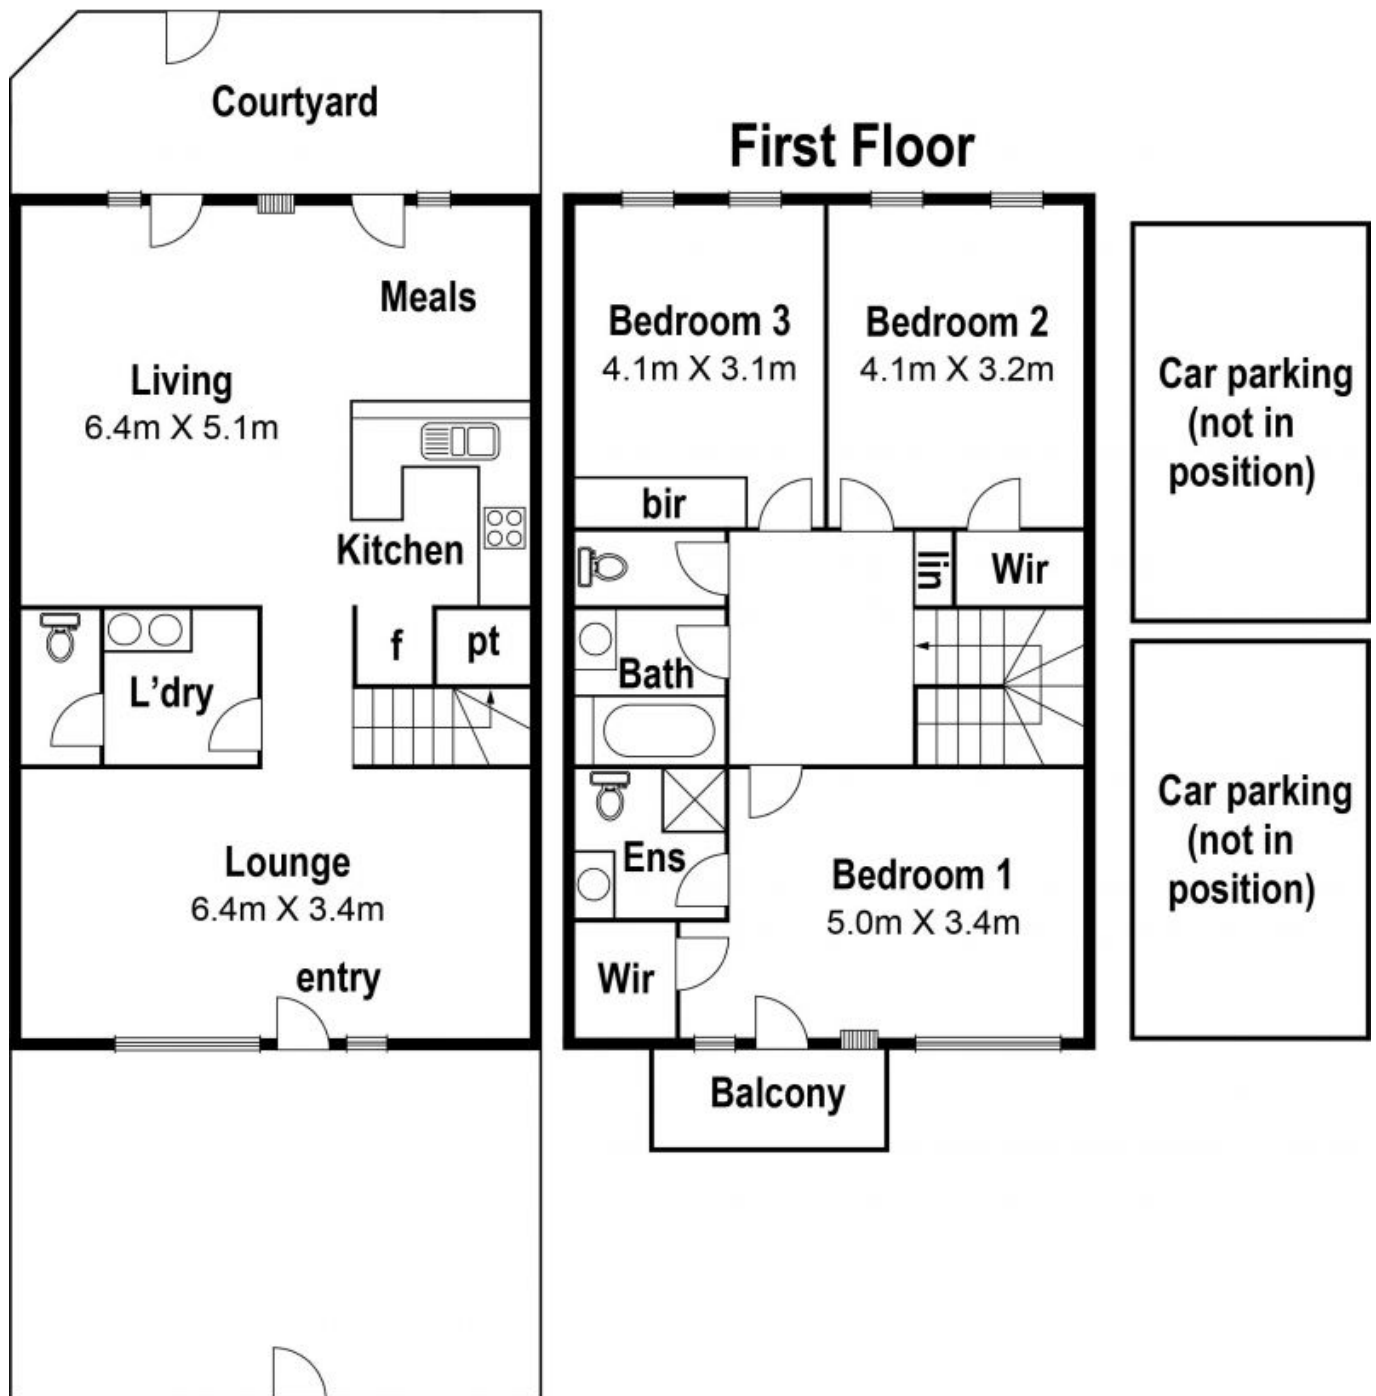 Courtyard
First Floor
Meals
Living
6.4m X 5.1m
Kitchen
f
pt
L'dry
Lounge
6.4m X 3.4m
entry
Bedroom 3
4.1m X 3.1m
Bedroom 2
4.1m X 3.2m
bir
lin
Wir
Bath
Ens
Bedroom 1
5.0m X 3.4m
Wir
Balcony
Car parking
(not in
position)
Car parking
(not in
position)